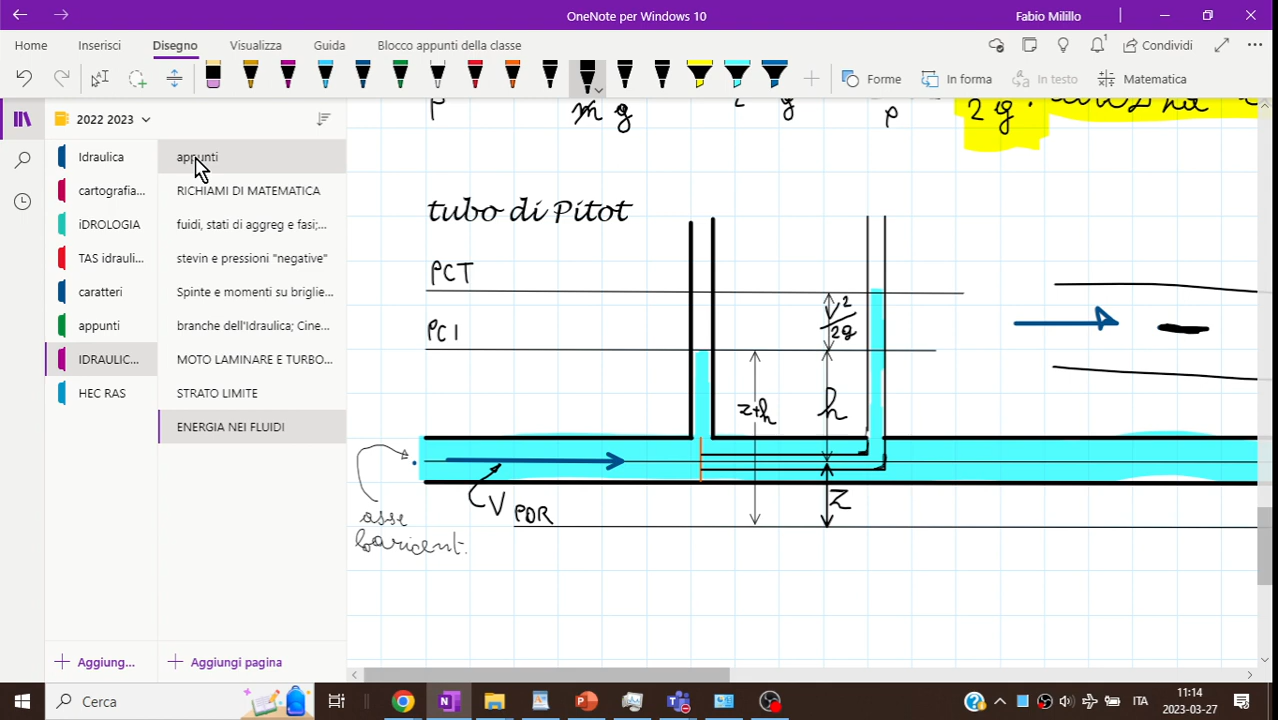 OneNote per Windows 10
Fabio Milillo
Home
Inserisci
Disegno
Visualizza
Guida
Blocco appunti della classe
Condividi
Forme
In forma
In testo
Matematica
2022 2023
Idraulica
cartografia...
iDROLOGIA
TAS idrauli...
caratteri
appunti
IDRAULIC...
HEC RAS
appunti
RICHIAMI DI MATEMATICA
fuidi, stati di aggreg e fasi;...
stevin e pressioni "negative"
Spinte e momenti su briglie...
branche dell'Idraulica; Cine...
MOTO LAMINARE E TURBO...
STRATO LIMITE
ENERGIA NEI FLUIDI
m g
g
2 g
tubo di Pitot
PCT
PCI
V²/2g
z+h
h
z
V
PDR
asse
baricent.
Aggiung...
Aggiungi pagina
Cerca
ITA
11:14
2023-03-27